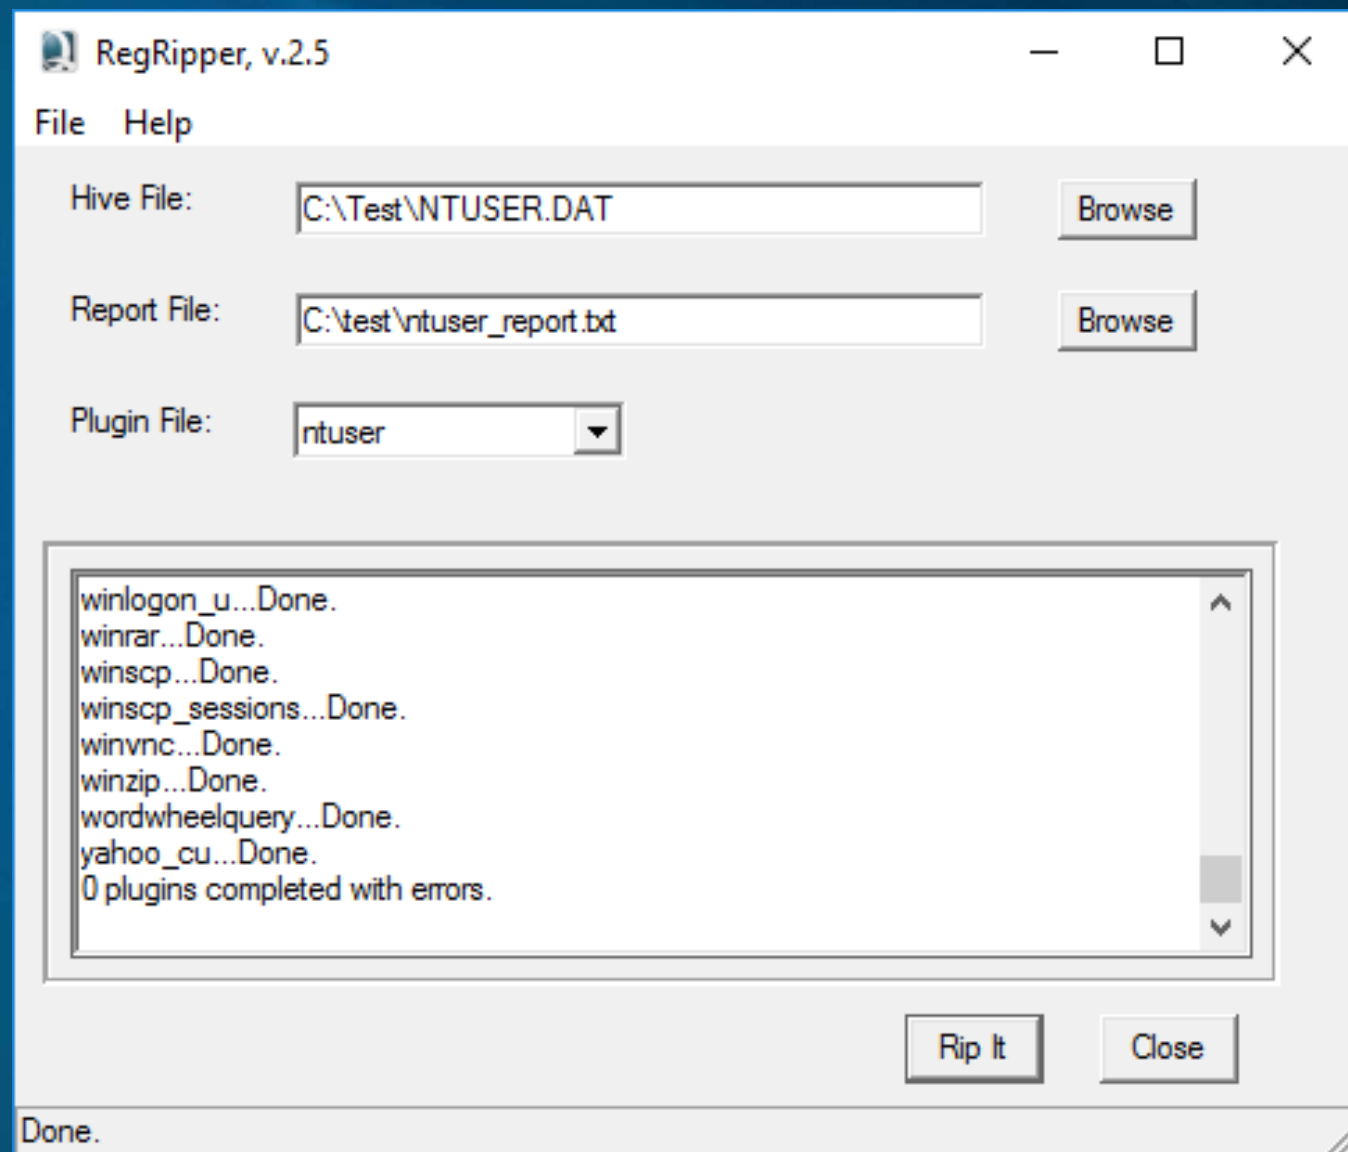 RegRipper, v.2.5
File Help
Hive File: C:\Test\NTUSER.DAT Browse
Report File: C:\test\ntuser_report.txt Browse
Plugin File: ntuser
winlogon_u...Done.
winrar...Done.
winscp...Done.
winscp_sessions...Done.
winvnc...Done.
winzip...Done.
wordwheelquery...Done.
yahoo_cu...Done.
0 plugins completed with errors.
Rip It Close
Done.